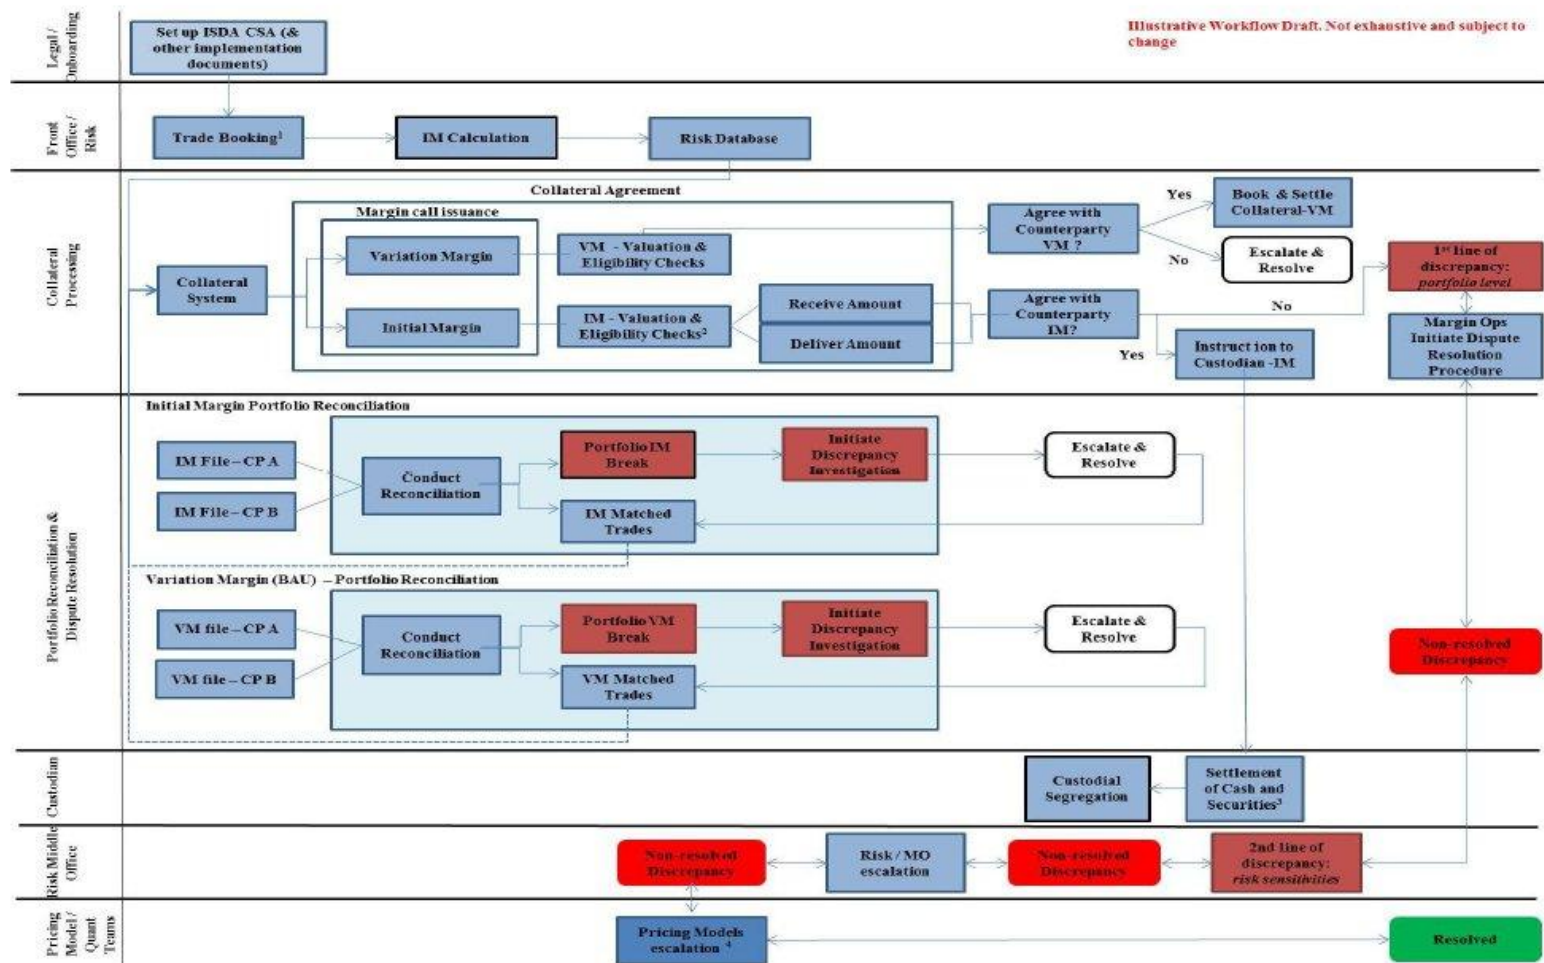 Legal /
Onboarding
Set up ISDA CSA (&
other implementation
documents)
Illustrative Workflow Draft. Not exhaustive and subject to
change
Front
Office /
Risk
Trade Booking¹
IM Calculation
Risk Database
Collateral
Processing
Collateral Agreement
Margin call issuance
Variation Margin
VM - Valuation &
Eligibility Checks
Agree with
Counterparty
VM ?
Yes
Book & Settle
Collateral-VM
No
Escalate &
Resolve
1st line of
discrepancy:
portfolio level
Collateral
System
Initial Margin
IM - Valuation &
Eligibility Checks²
Receive Amount
Deliver Amount
Agree with
Counterparty
IM?
No
Yes
Instruct ion to
Custodian -IM
Margin Ops
Initiate Dispute
Resolution
Procedure
Portfolio Reconciliation &
Dispute Resolution
Initial Margin Portfolio Reconciliation
IM File – CP A
IM File – CP B
Conduct
Reconciliation
Portfolio IM
Break
Initiate
Discrepancy
Investigation
Escalate &
Resolve
IM Matched
Trades
Variation Margin (BAU) – Portfolio Reconciliation
VM file – CP A
VM file – CP B
Conduct
Reconciliation
Portfolio VM
Break
Initiate
Discrepancy
Investigation
Escalate &
Resolve
VM Matched
Trades
Non-resolved
Discrepancy
Custodian
Custodial
Segregation
Settlement
of Cash and
Securities³
Risk Middle
Office
Non-resolved
Discrepancy
Risk / MO
escalation
Non-resolved
Discrepancy
2nd line of
discrepancy:
risk sensitivities
Pricing
Model /
Quant
Teams
Pricing Models
escalation ⁴
Resolved